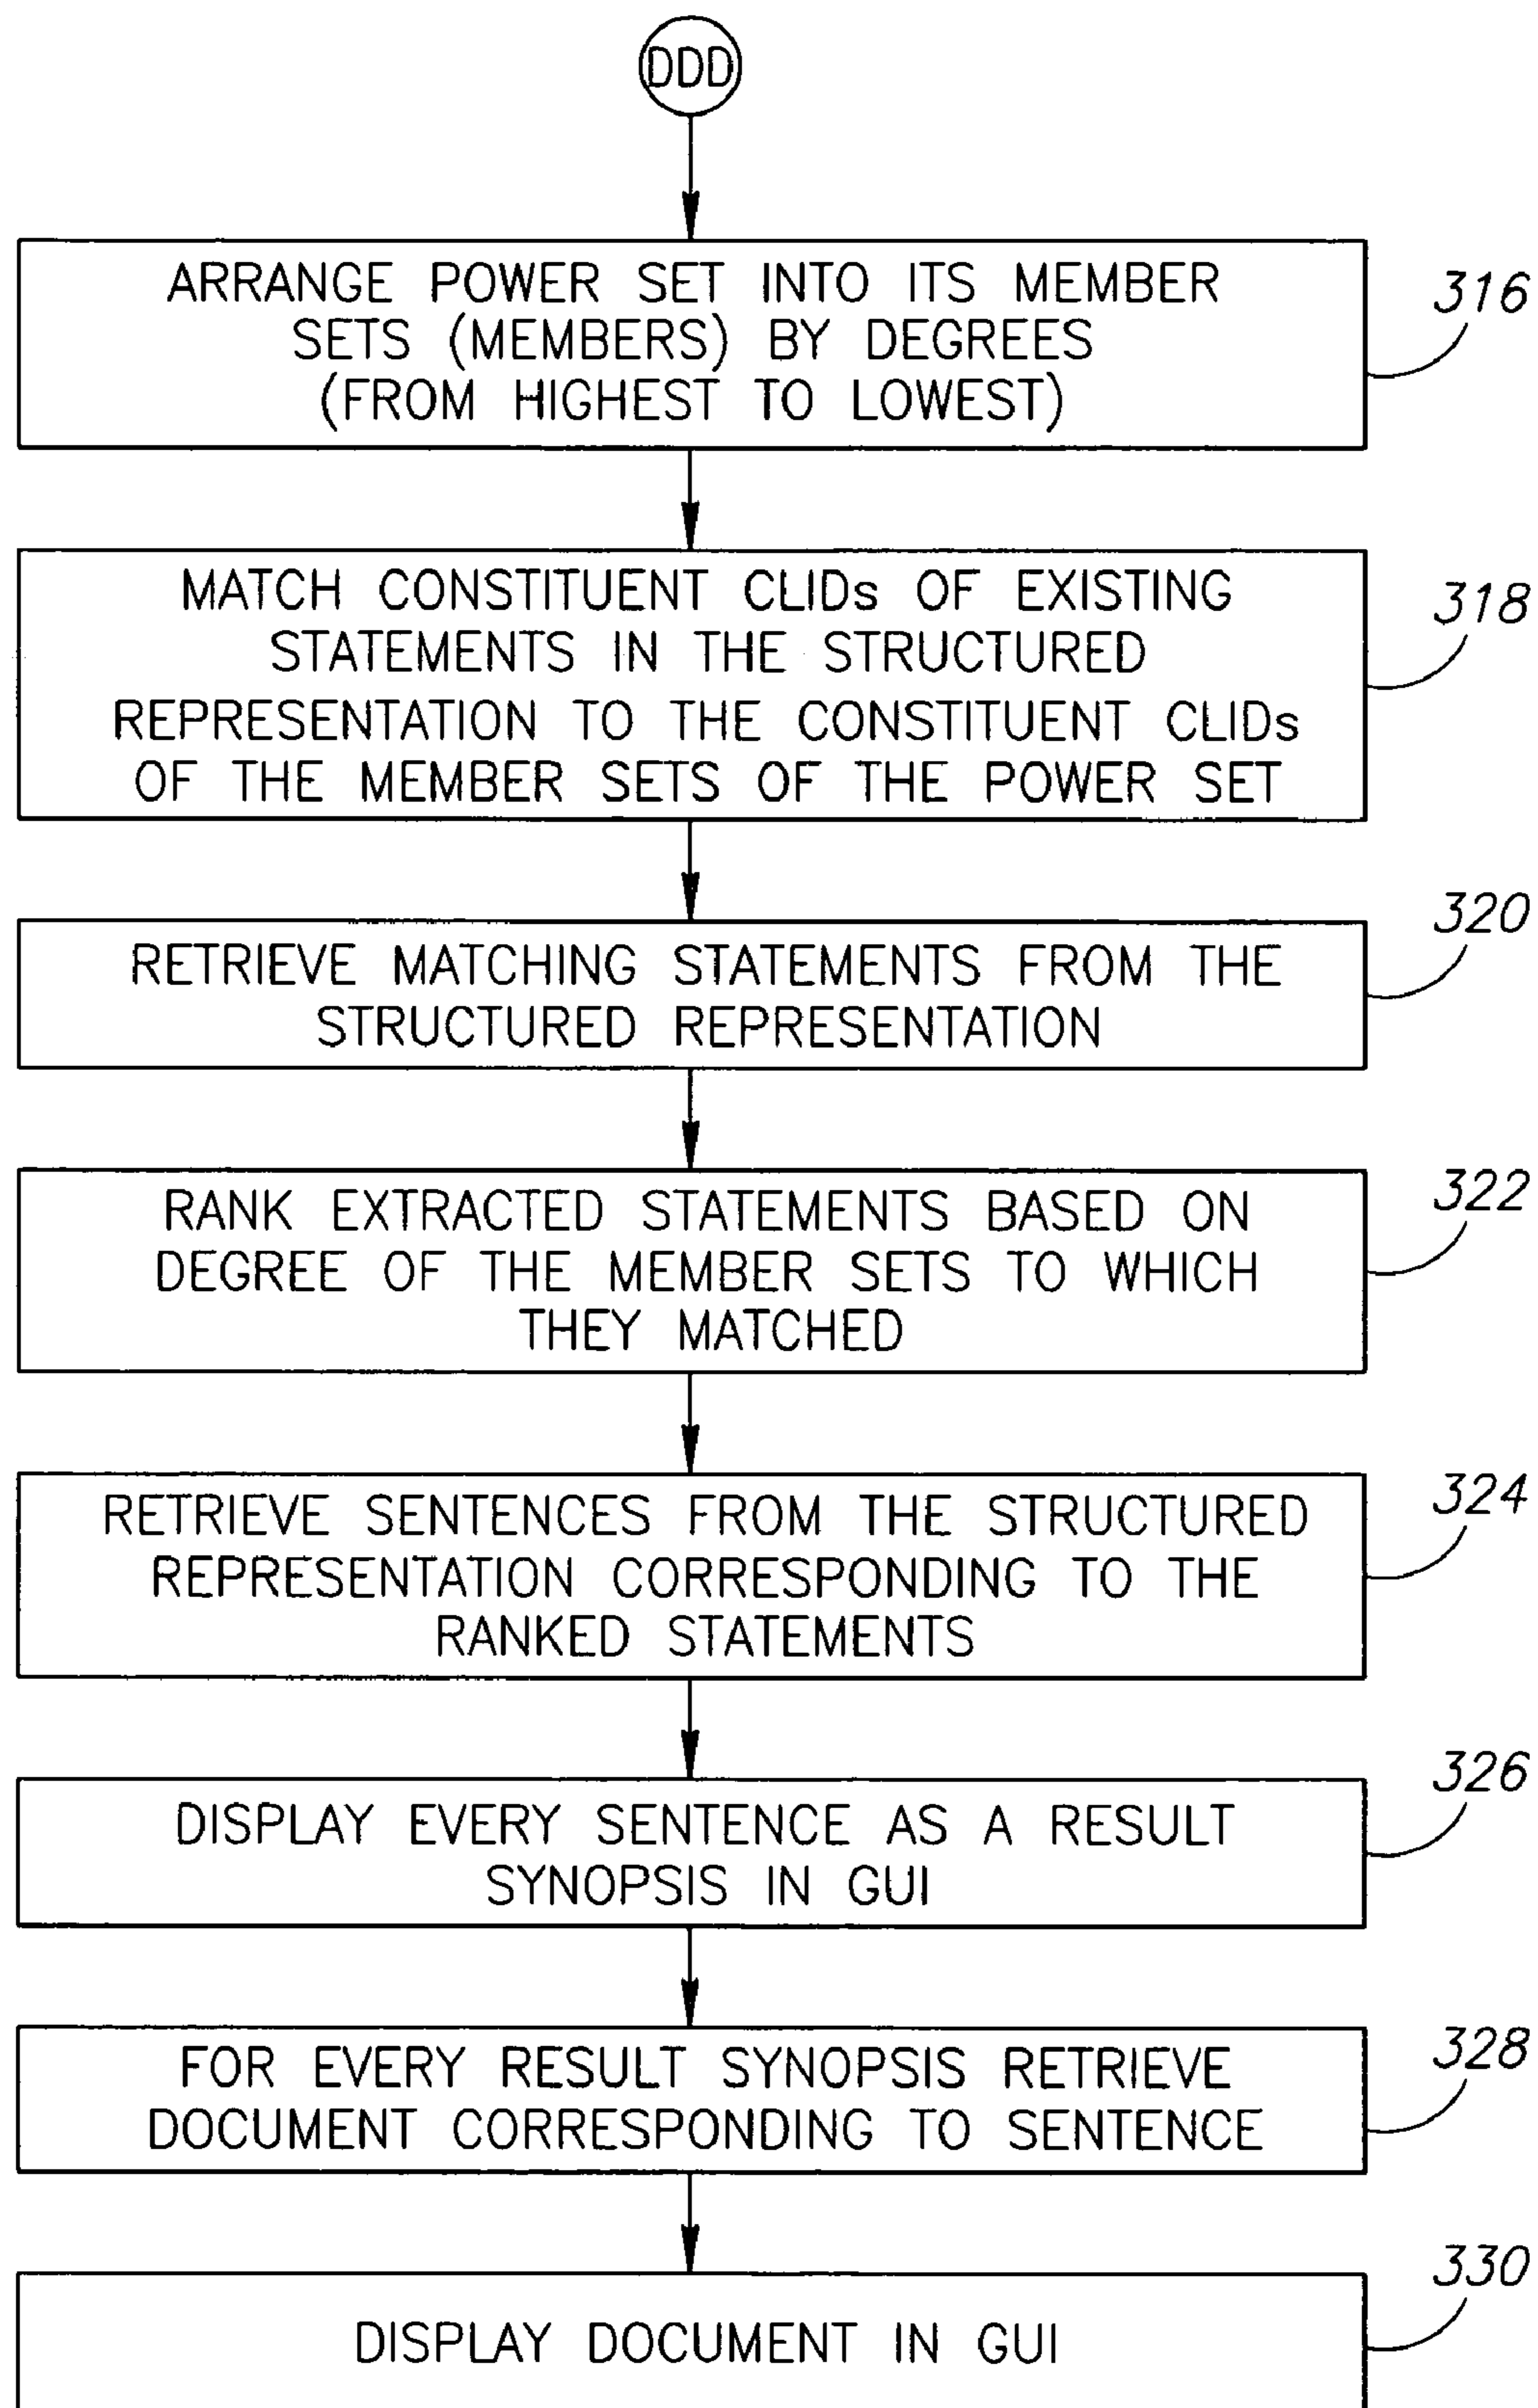 DDD
ARRANGE POWER SET INTO ITS MEMBER
SETS (MEMBERS) BY DEGREES
(FROM HIGHEST TO LOWEST)
316
MATCH CONSTITUENT CLIDs OF EXISTING
STATEMENTS IN THE STRUCTURED
REPRESENTATION TO THE CONSTITUENT CLIDs
OF THE MEMBER SETS OF THE POWER SET
318
RETRIEVE MATCHING STATEMENTS FROM THE
STRUCTURED REPRESENTATION
320
RANK EXTRACTED STATEMENTS BASED ON
DEGREE OF THE MEMBER SETS TO WHICH
THEY MATCHED
322
RETRIEVE SENTENCES FROM THE STRUCTURED
REPRESENTATION CORRESPONDING TO THE
RANKED STATEMENTS
324
DISPLAY EVERY SENTENCE AS A RESULT
SYNOPSIS IN GUI
326
FOR EVERY RESULT SYNOPSIS RETRIEVE
DOCUMENT CORRESPONDING TO SENTENCE
328
DISPLAY DOCUMENT IN GUI
330